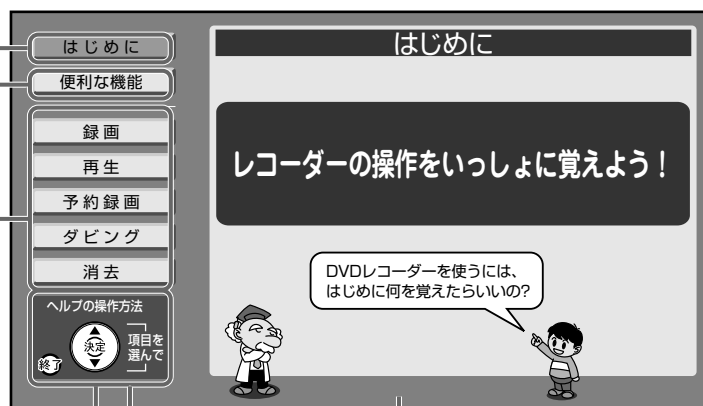 はじめに
便利な機能
録画
再生
予約録画
ダビング
消去
ヘルプの操作方法
決定
項目を
選んで
終了
はじめに
レコーダーの操作をいっしょに覚えよう！
DVDレコーダーを使うには、
はじめに何を覚えたらいいの?